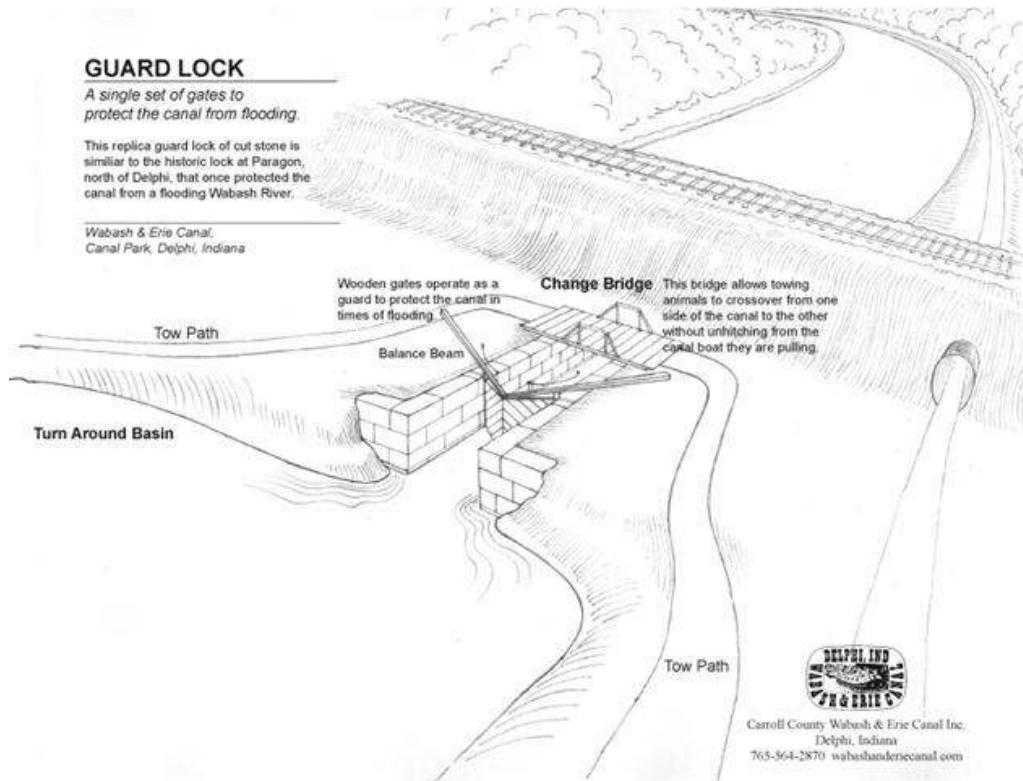 GUARD LOCK
A single set of gates to
protect the canal from flooding.
This replica guard lock of cut stone is
similiar to the historic lock at Paragon,
north of Delphi, that once protected the
canal from a flooding Wabash River.
Wabash & Erie Canal,
Canal Park, Delphi, Indiana
Wooden gates operate as a
guard to protect the canal in
times of flooding
Change Bridge
This bridge allows towing
animals to crossover from one
side of the canal to the other
without unhitching from the
canal boat they are pulling.
Tow Path
Balance Beam
Turn Around Basin
Tow Path
DELPHI, IND
WABASH & ERIE CANAL
Carroll County Wabash & Erie Canal Inc.
Delphi, Indiana
765-564-2870 wabashanderiecanal.com